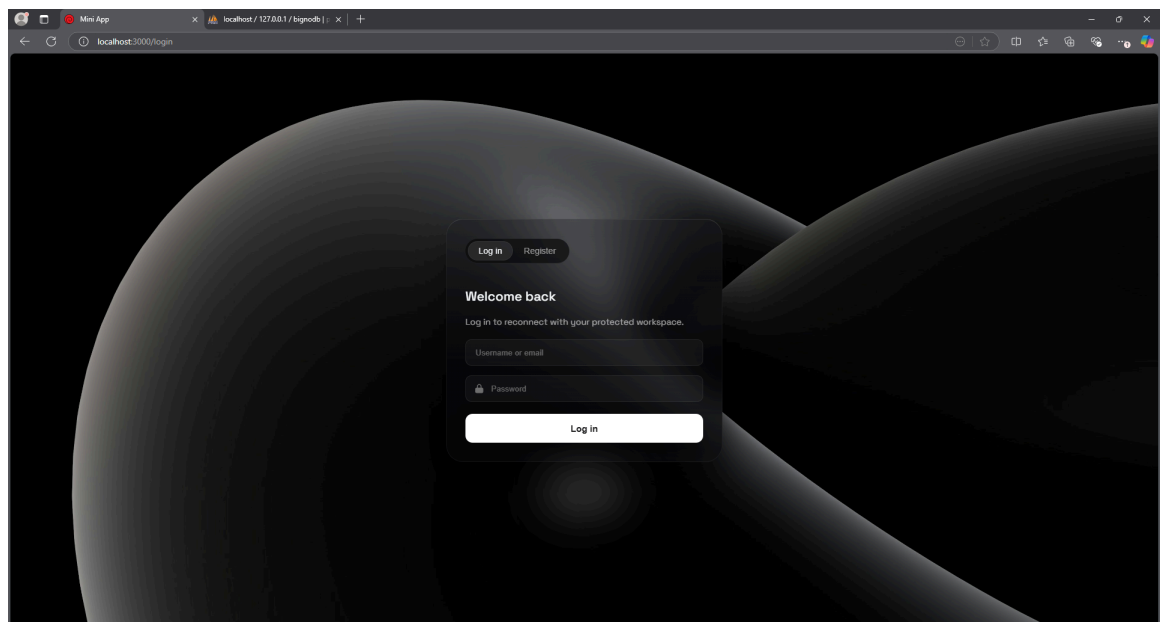 Mini App
localhost / 127.0.0.1 / bignodb | p
localhost:3000/login
Log in
Register
Welcome back
Log in to reconnect with your protected workspace.
Username or email
Password
Log in